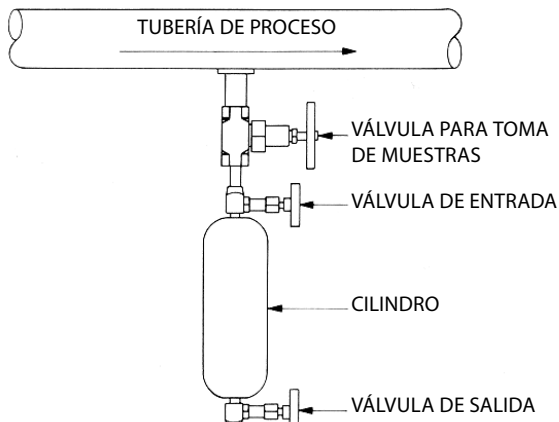 TUBERÍA DE PROCESO
VÁLVULA PARA TOMA
DE MUESTRAS
VÁLVULA DE ENTRADA
CILINDRO
VÁLVULA DE SALIDA